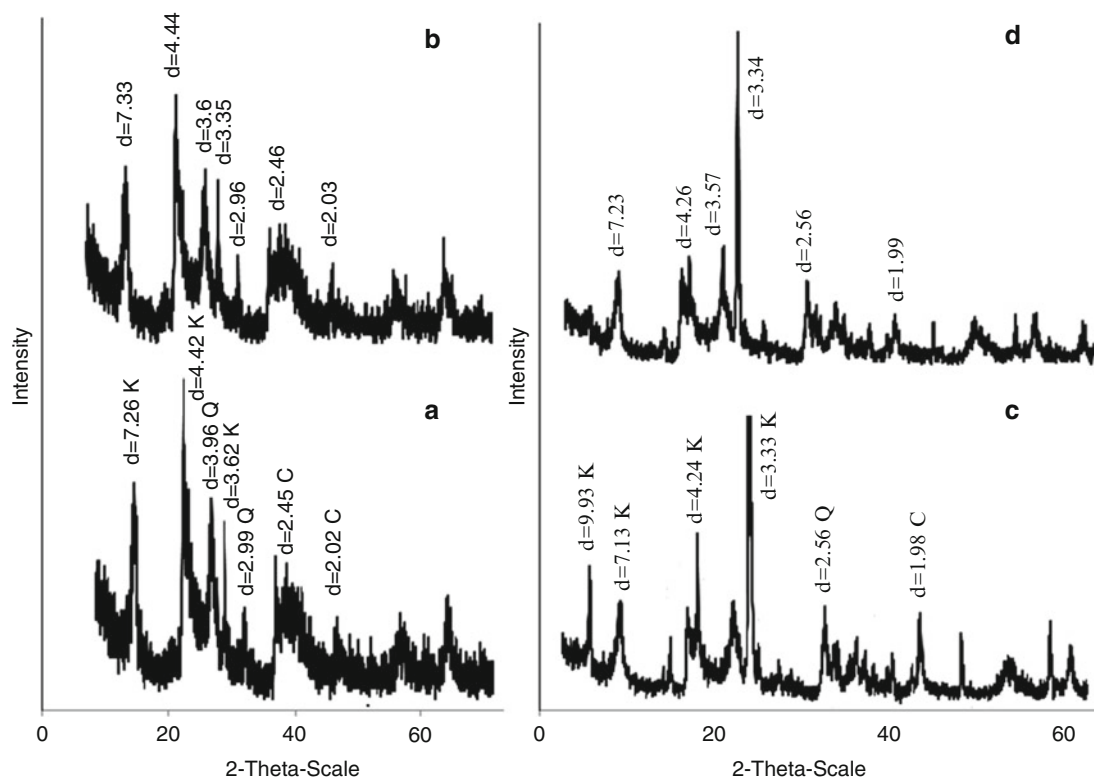 b
d=7.33
d=4.44
d=3.6
d=3.35
d=2.96
d=2.46
d=2.03
a
d=7.26 K
d=4.42 K
d=3.96 Q
d=3.62 K
d=2.99 Q
d=2.45 C
d=2.02 C
Intensity
0
20
40
60
2-Theta-Scale
d
d=7.23
d=4.26
d=3.57
d=3.34
d=2.56
d=1.99
c
d=9.93 K
d=7.13 K
d=4.24 K
d=3.33 K
d=2.56 Q
d=1.98 C
Intensity
0
20
40
60
2-Theta-Scale